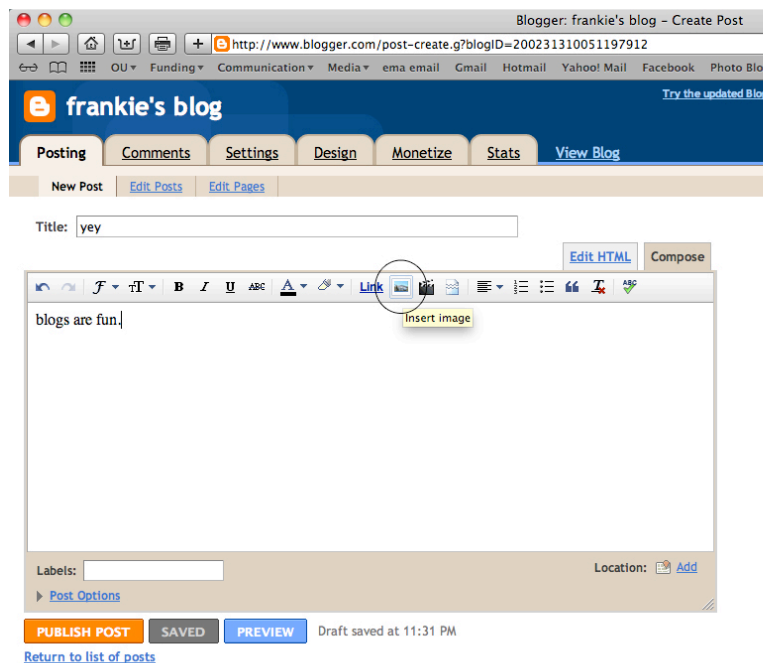 Blogger: frankie's blog – Create Post
http://www.blogger.com/post-create.g?blogID=200231310051197912
OU Funding Communication Media ema email Gmail Hotmail Yahoo! Mail Facebook Photo Blo
Try the updated Blo
frankie's blog
Posting Comments Settings Design Monetize Stats View Blog
New Post Edit Posts Edit Pages
Title: yey
Edit HTML Compose
F TT B I U ABC A Link ABC
blogs are fun.
Insert image
Labels:
Location: Add
Post Options
PUBLISH POST SAVED PREVIEW Draft saved at 11:31 PM
Return to list of posts